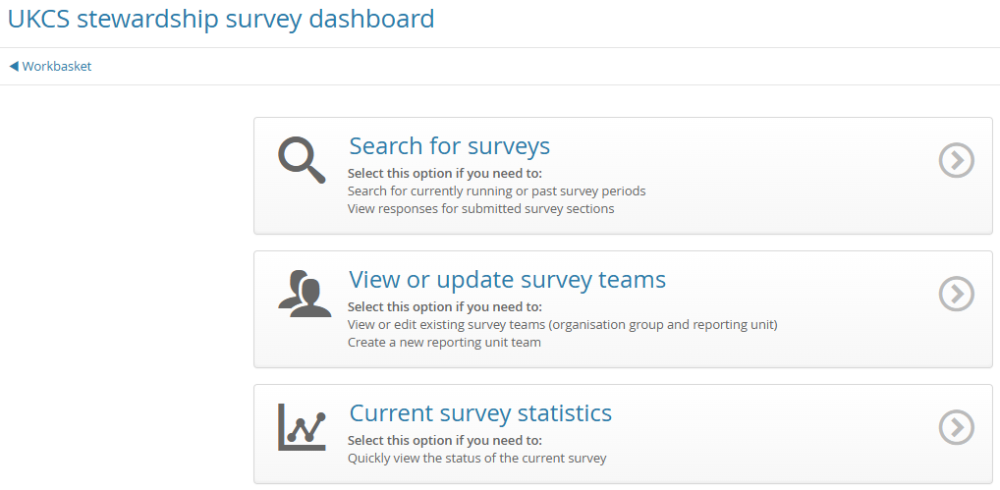 UKCS stewardship survey dashboard
Workbasket
Search for surveys
Select this option if you need to:
Search for currently running or past survey periods
View responses for submitted survey sections
View or update survey teams
Select this option if you need to:
View or edit existing survey teams (organisation group and reporting unit)
Create a new reporting unit team
Current survey statistics
Select this option if you need to:
Quickly view the status of the current survey